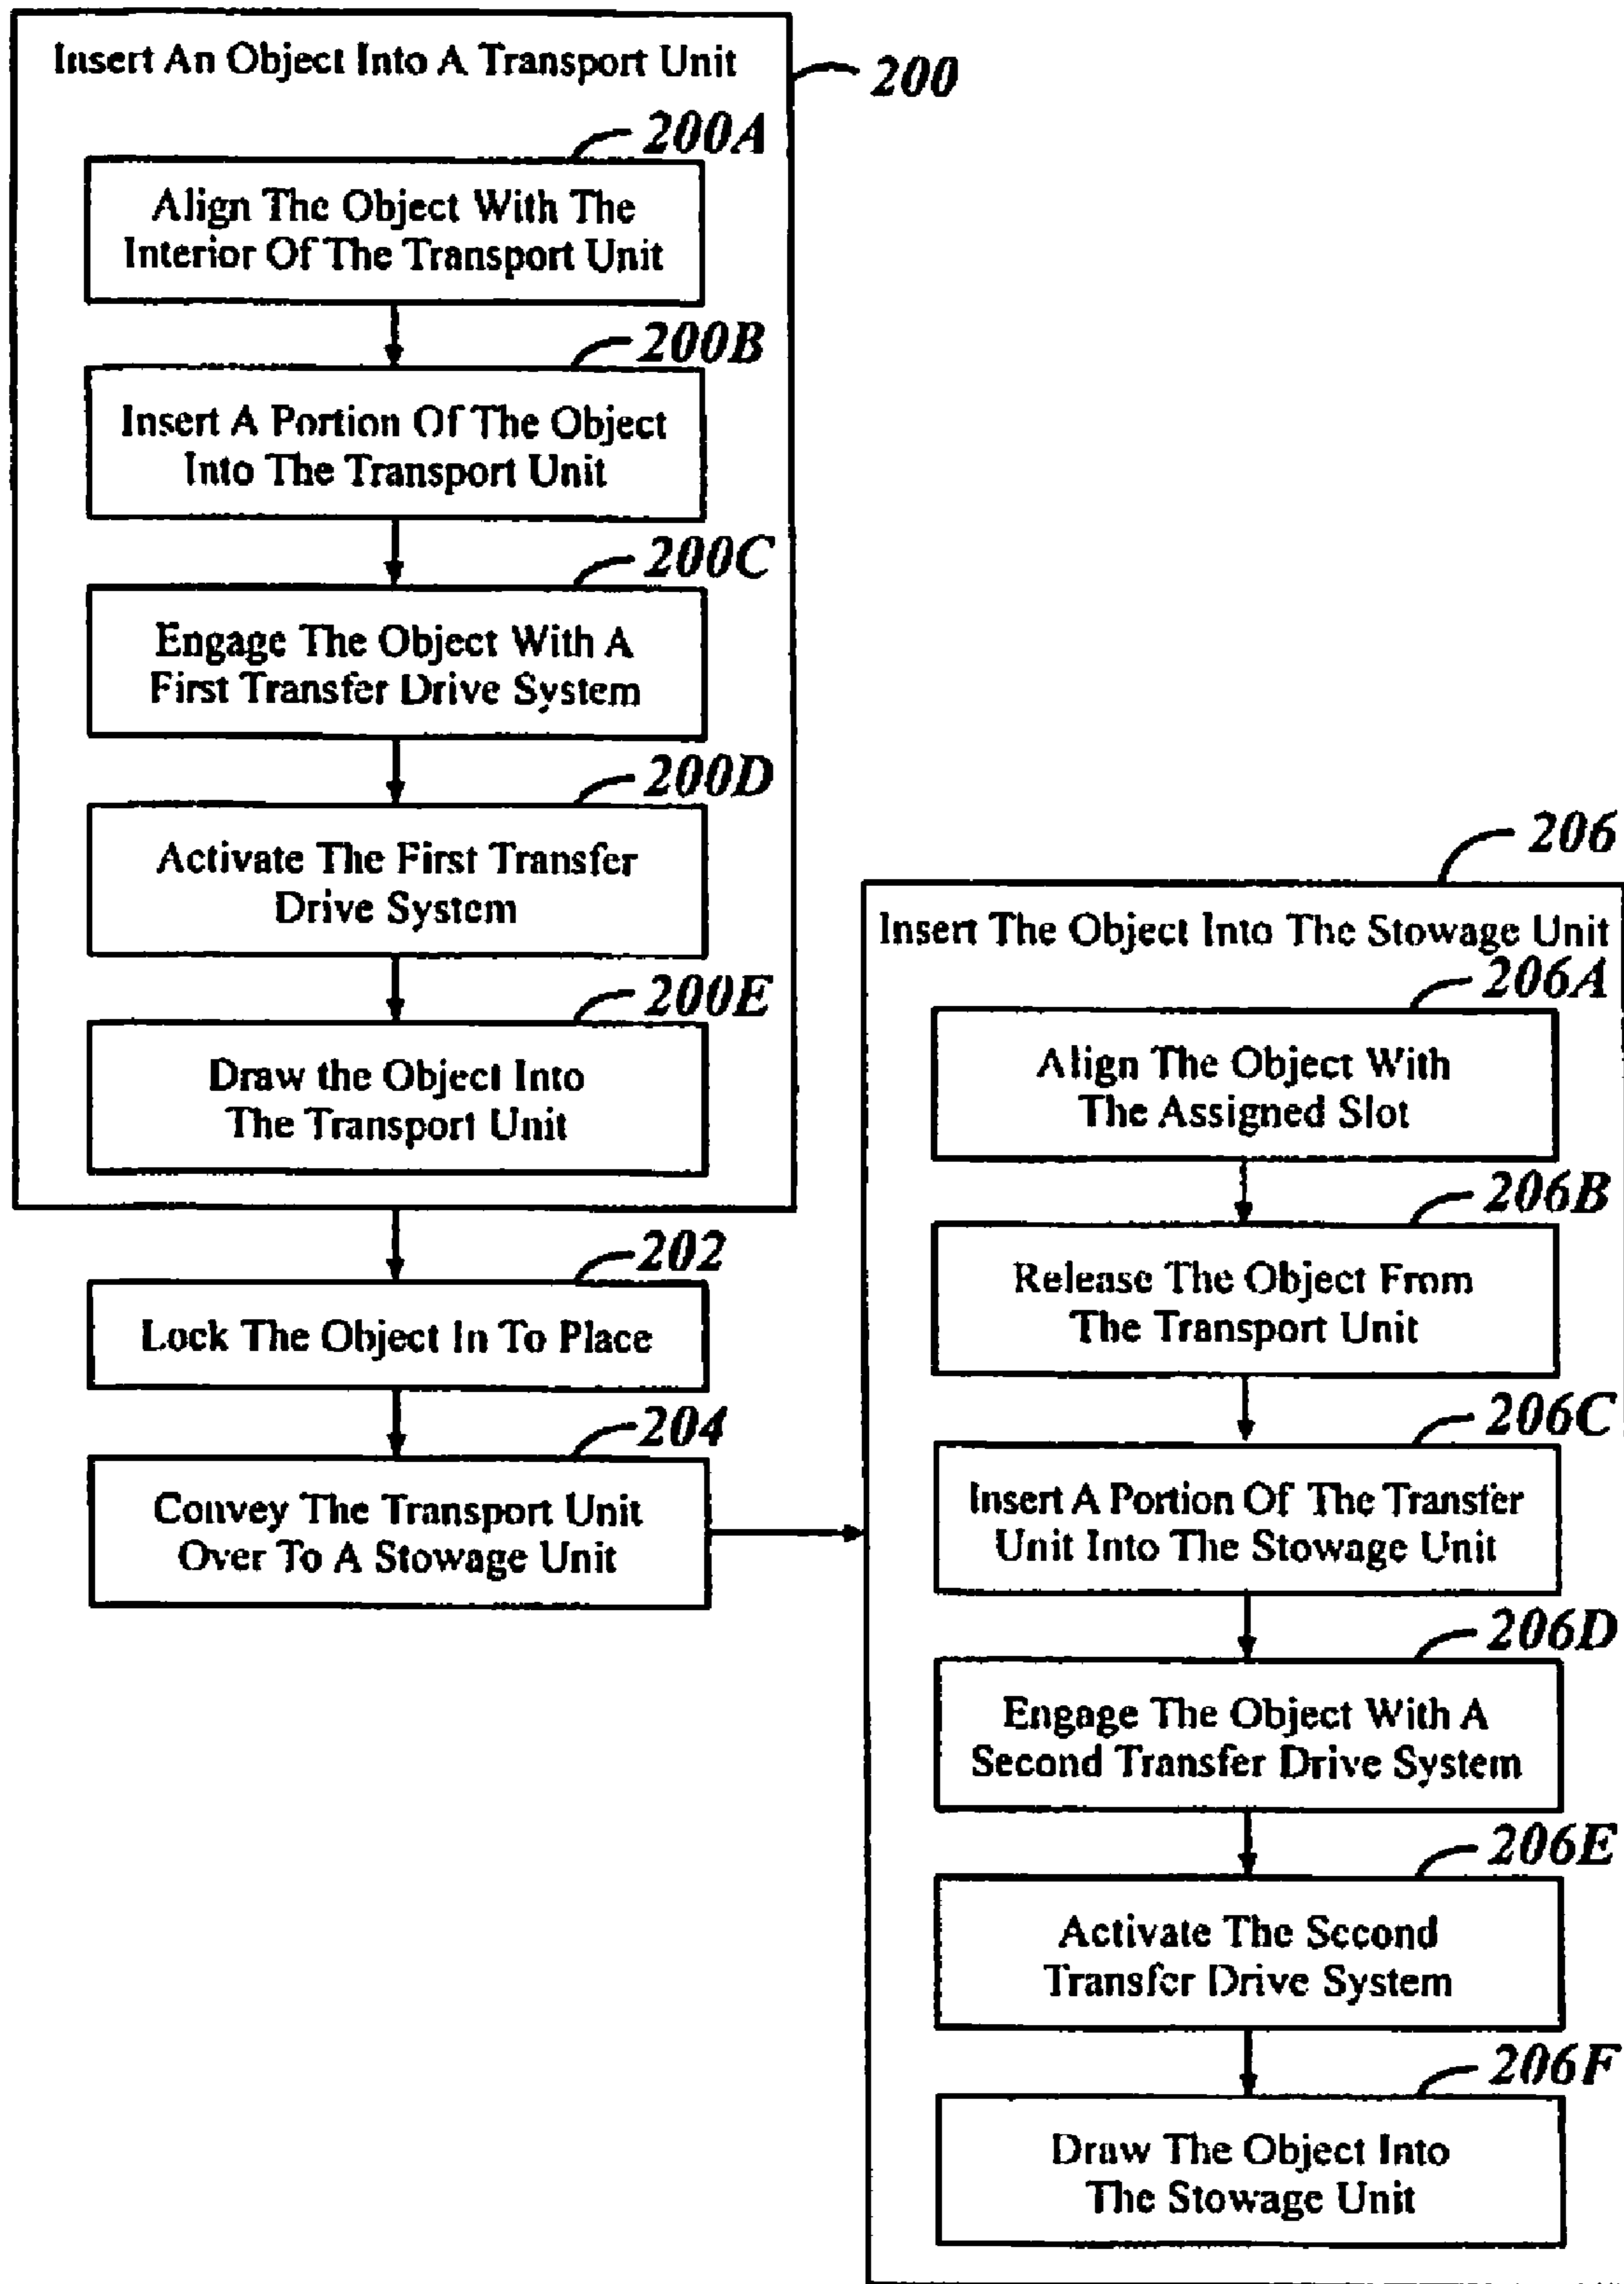 Insert An Object Into A Transport Unit
200
200A
Align The Object With The
Interior Of The Transport Unit
200B
Insert A Portion Of The Object
Into The Transport Unit
200C
Engage The Object With A
First Transfer Drive System
200D
Activate The First Transfer
Drive System
200E
Draw the Object Into
The Transport Unit
202
Lock The Object In To Place
204
Convey The Transport Unit
Over To A Stowage Unit
206
Insert The Object Into The Stowage Unit
206A
Align The Object With
The Assigned Slot
206B
Release The Object From
The Transport Unit
206C
Insert A Portion Of The Transfer
Unit Into The Stowage Unit
206D
Engage The Object With A
Second Transfer Drive System
206E
Activate The Second
Transfer Drive System
206F
Draw The Object Into
The Stowage Unit